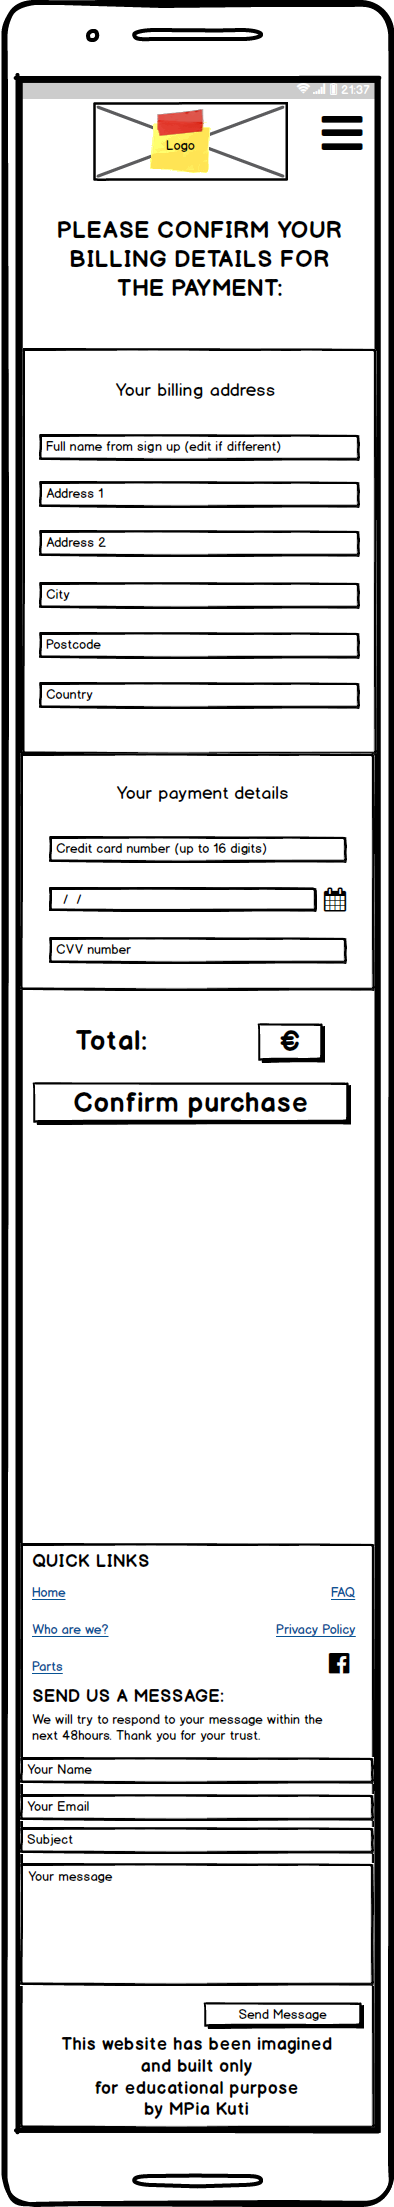 21:37
Logo
PLEASE CONFIRM YOUR
BILLING DETAILS FOR
THE PAYMENT:
Your billing address
Full name from sign up (edit if different)
Address 1
Address 2
City
Postcode
Country
Your payment details
Credit card number (up to 16 digits)
/ /
CVV number
Total: €
Confirm purchase
QUICK LINKS
Home FAQ
Who are we? Privacy Policy
Parts
SEND US A MESSAGE:
We will try to respond to your message within the
next 48hours. Thank you for your trust.
Your Name
Your Email
Subject
Your message
Send Message
This website has been imagined
and built only
for educational purpose
by MPia Kuti